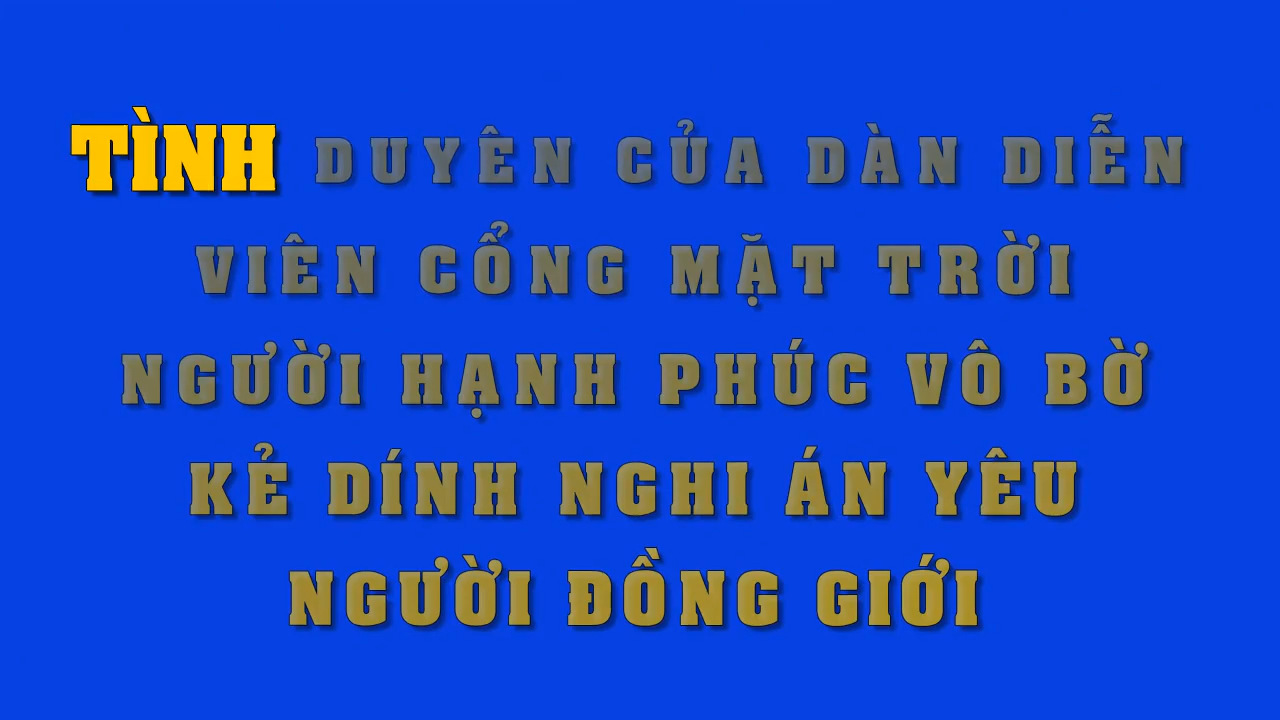 TÌNH DUYÊN CỦA DÀN DIỄN
VIÊN CỔNG MẶT TRỜI
NGƯỜI HẠNH PHÚC VÔ BỜ
KẺ DÍNH NGHI ÁN YÊU
NGƯỜI ĐỒNG GIỚI